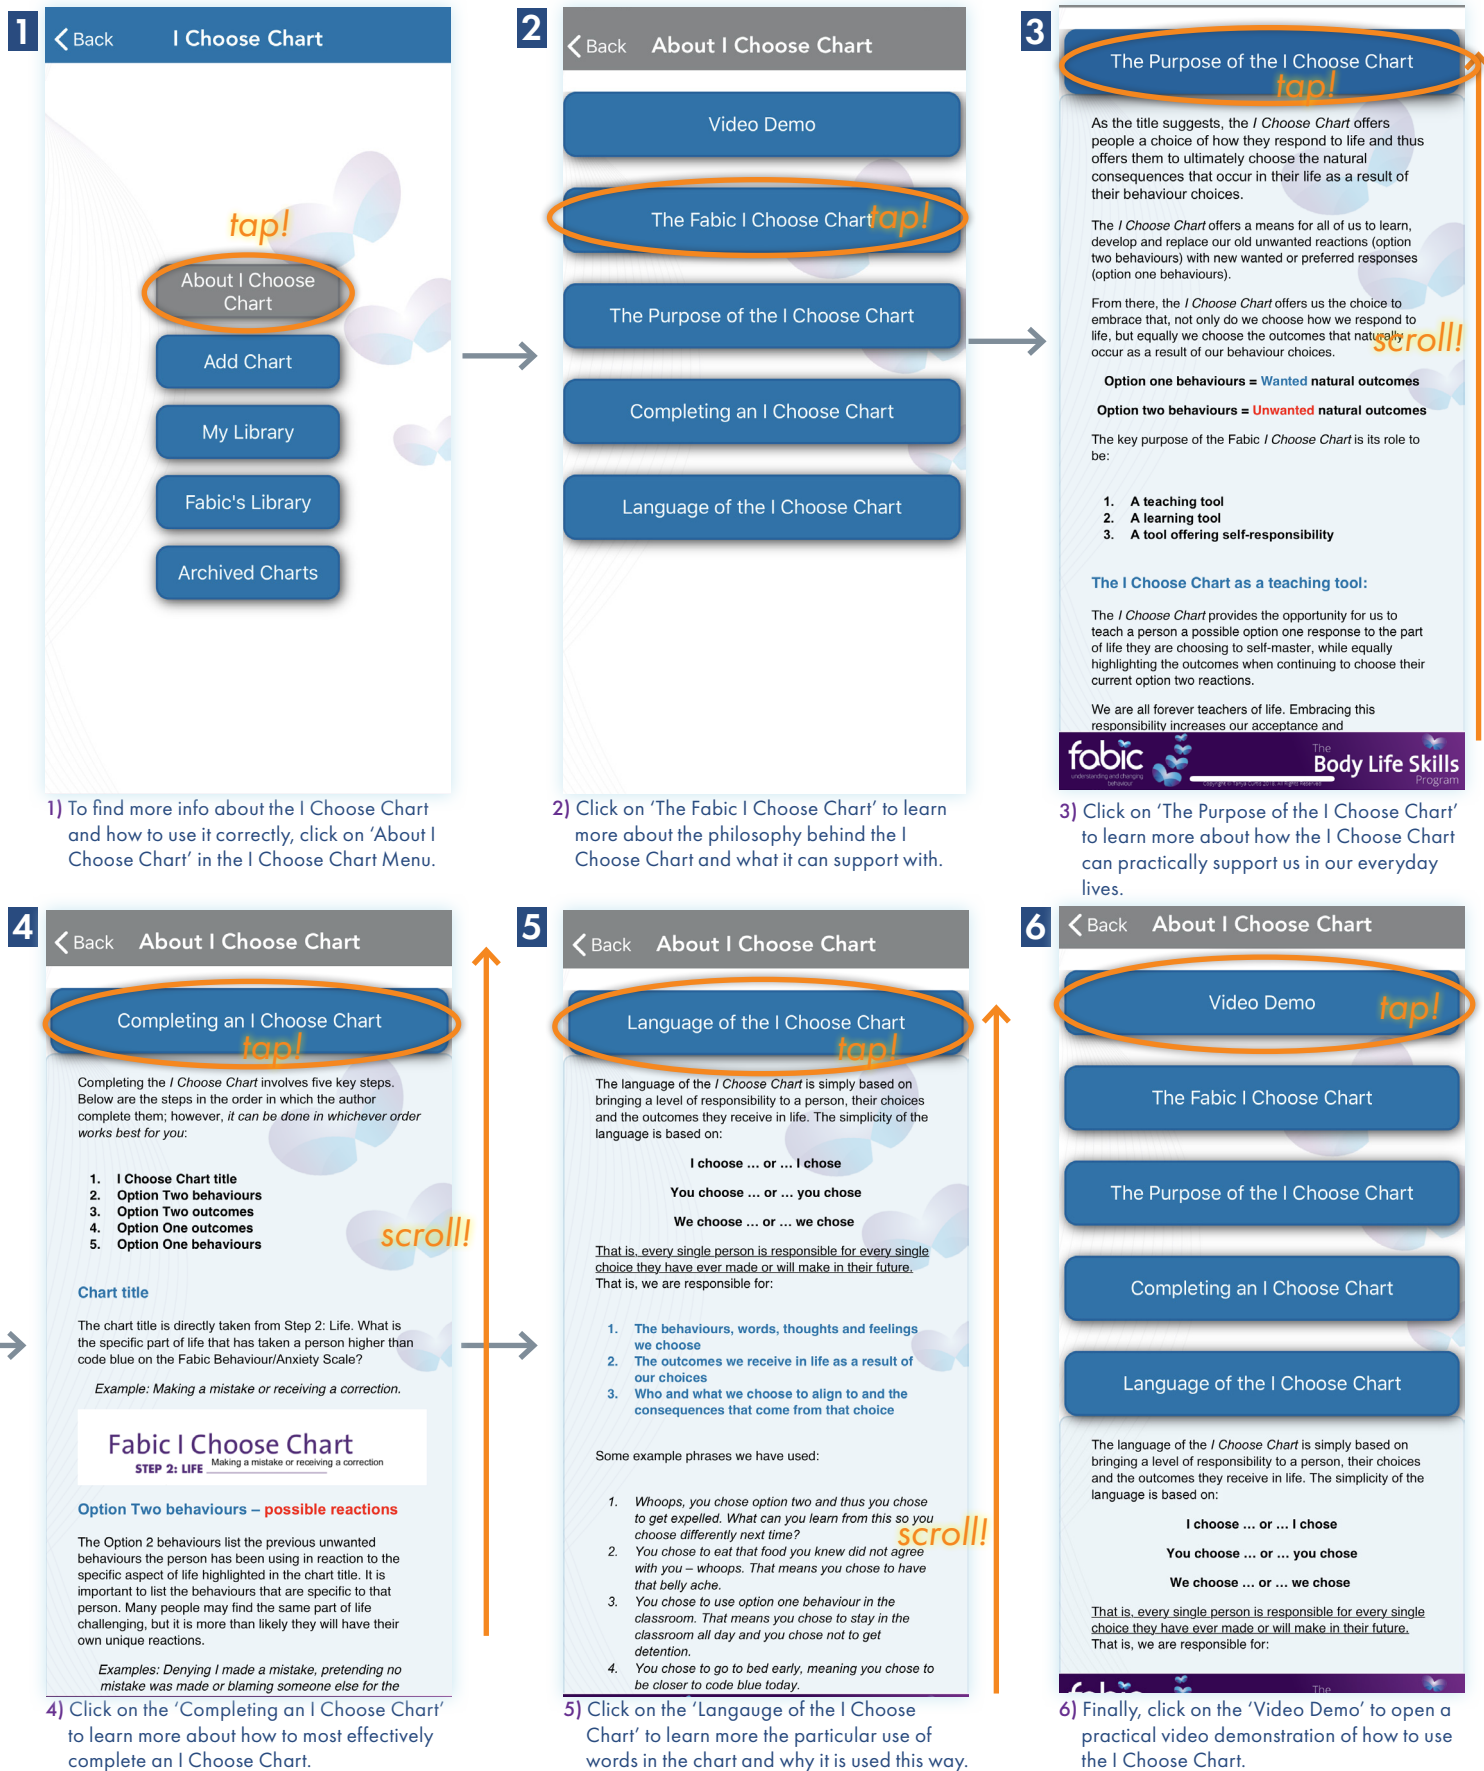 1
Back
I Choose Chart
tap!
About I Choose
Chart
Add Chart
My Library
Fabic's Library
Archived Charts
1) To find more info about the I Choose Chart
and how to use it correctly, click on ‘About I
Choose Chart’ in the I Choose Chart Menu.
2
Back
About I Choose Chart
Video Demo
The Fabic I Choose Chart
tap!
The Purpose of the I Choose Chart
Completing an I Choose Chart
Language of the I Choose Chart
2) Click on ‘The Fabic I Choose Chart’ to learn
more about the philosophy behind the I
Choose Chart and what it can support with.
3
The Purpose of the I Choose Chart
tap!
As the title suggests, the I Choose Chart offers
people a choice of how they respond to life and thus
offers them to ultimately choose the natural
consequences that occur in their life as a result of
their behaviour choices.
The I Choose Chart offers a means for all of us to learn,
develop and replace our old unwanted reactions (option
two behaviours) with new wanted or preferred responses
(option one behaviours).
From there, the I Choose Chart offers us the choice to
embrace that, not only do we choose how we respond to
life, but equally we choose the outcomes that naturally
occur as a result of our behaviour choices.
scroll!
Option one behaviours = Wanted natural outcomes
Option two behaviours = Unwanted natural outcomes
The key purpose of the Fabic I Choose Chart is its role to
be:
1. A teaching tool
2. A learning tool
3. A tool offering self-responsibility
The I Choose Chart as a teaching tool:
The I Choose Chart provides the opportunity for us to
teach a person a possible option one response to the part
of life they are choosing to self-master, while equally
highlighting the outcomes when continuing to choose their
current option two reactions.
We are all forever teachers of life. Embracing this
responsibility increases our acceptance and
fabic
understanding and changing
behaviour
The
Body Life Skills
Program
3) Click on ‘The Purpose of the I Choose Chart’
to learn more about how the I Choose Chart
can practically support us in our everyday
lives.
4
Back
About I Choose Chart
Completing an I Choose Chart
tap!
Completing the I Choose Chart involves five key steps.
Below are the steps in the order in which the author
complete them; however, it can be done in whichever order
works best for you:
1. I Choose Chart title
2. Option Two behaviours
3. Option Two outcomes
4. Option One outcomes
5. Option One behaviours
scroll!
Chart title
The chart title is directly taken from Step 2: Life. What is
the specific part of life that has taken a person higher than
code blue on the Fabic Behaviour/Anxiety Scale?
Example: Making a mistake or receiving a correction.
Fabic I Choose Chart
STEP 2: LIFE Making a mistake or receiving a correction
Option Two behaviours – possible reactions
The Option 2 behaviours list the previous unwanted
behaviours the person has been using in reaction to the
specific aspect of life highlighted in the chart title. It is
important to list the behaviours that are specific to that
person. Many people may find the same part of life
challenging, but it is more than likely they will have their
own unique reactions.
Examples: Denying I made a mistake, pretending no
mistake was made or blaming someone else for the
4) Click on the ‘Completing an I Choose Chart’
to learn more about how to most effectively
complete an I Choose Chart.
5
Back
About I Choose Chart
Language of the I Choose Chart
tap!
The language of the I Choose Chart is simply based on
bringing a level of responsibility to a person, their choices
and the outcomes they receive in life. The simplicity of the
language is based on:
I choose ... or ... I chose
You choose ... or ... you chose
We choose ... or ... we chose
That is, every single person is responsible for every single
choice they have ever made or will make in their future.
That is, we are responsible for:
1. The behaviours, words, thoughts and feelings
we choose
2. The outcomes we receive in life as a result of
our choices
3. Who and what we choose to align to and the
consequences that come from that choice
Some example phrases we have used:
1. Whoops, you chose option two and thus you chose
to get expelled. What can you learn from this so you
choose differently next time?
2. You chose to eat that food you knew did not agree
with you – whoops. That means you chose to have
that belly ache.
3. You chose to use option one behaviour in the
classroom. That means you chose to stay in the
classroom all day and you chose not to get
detention.
4. You chose to go to bed early, meaning you chose to
be closer to code blue today.
scroll!
5) Click on the ‘Langauge of the I Choose
Chart’ to learn more the particular use of
words in the chart and why it is used this way.
6
Back
About I Choose Chart
Video Demo
tap!
The Fabic I Choose Chart
The Purpose of the I Choose Chart
Completing an I Choose Chart
Language of the I Choose Chart
The language of the I Choose Chart is simply based on
bringing a level of responsibility to a person, their choices
and the outcomes they receive in life. The simplicity of the
language is based on:
I choose ... or ... I chose
You choose ... or ... you chose
We choose ... or ... we chose
That is, every single person is responsible for every single
choice they have ever made or will make in their future.
That is, we are responsible for:
The
6) Finally, click on the ‘Video Demo’ to open a
practical video demonstration of how to use
the I Choose Chart.